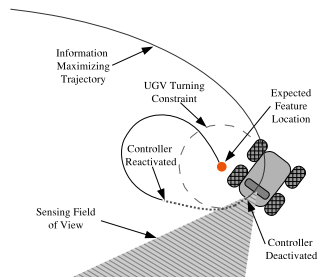 Information
Maximizing
Trajectory
UGV Turning
Constraint
Expected
Feature
Location
Controller
Reactivated
Sensing Field
of View
Controller
Deactivated